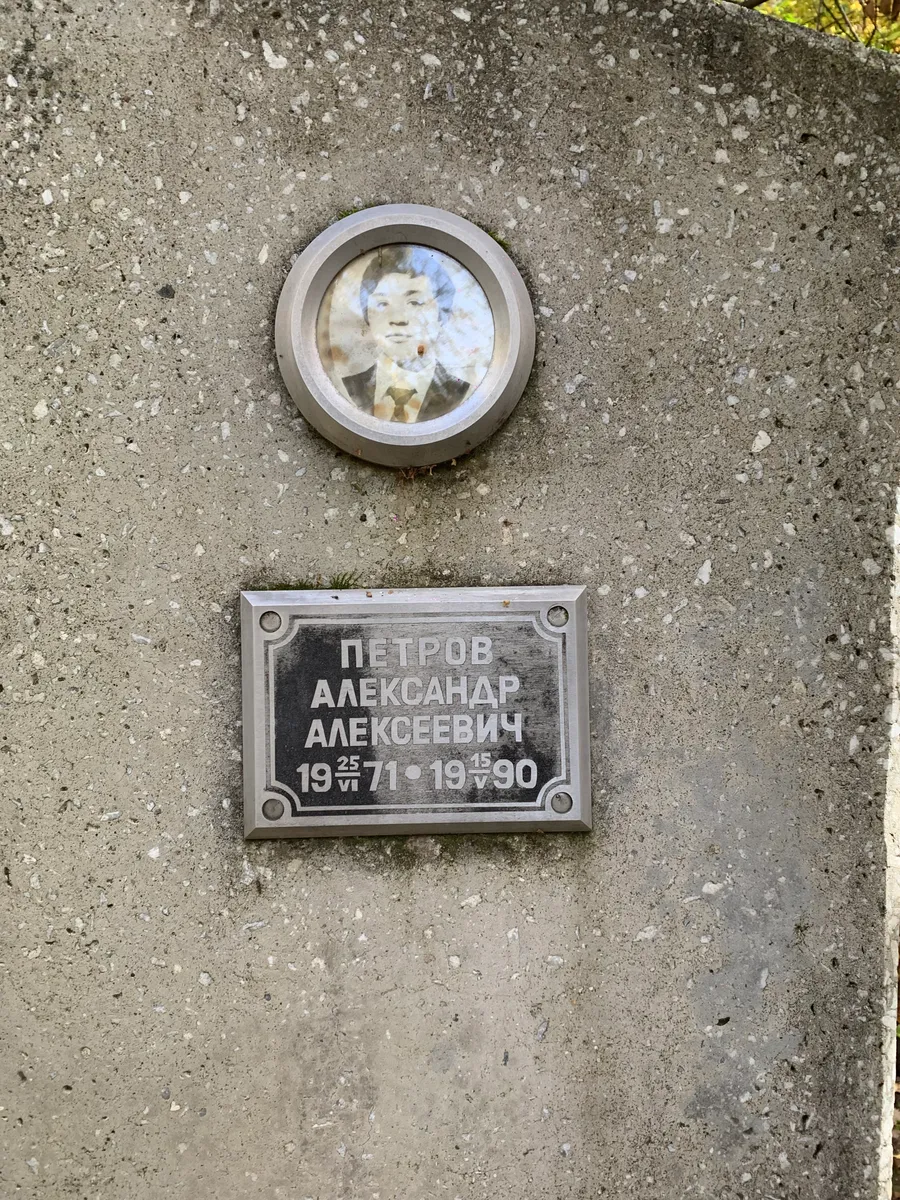 ПЕТРОВ
АЛЕКСАНДР
АЛЕКСЕЕВИЧ
19 25/VI 71 • 19 15/V 90